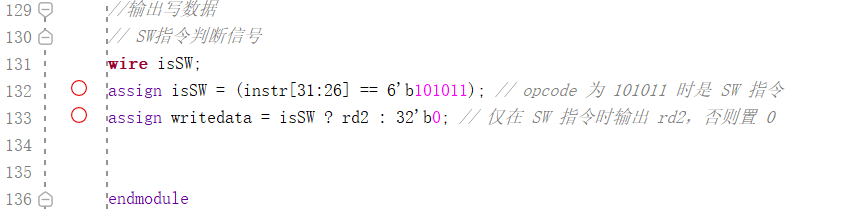 129 //输出写数据
130 // SW指令判断信号
131 wire isSW;
132 assign isSW = (instr[31:26] == 6'b101011); // opcode 为 101011 时是 SW 指令
133 assign writedata = isSW ? rd2 : 32'b0; // 仅在 SW 指令时输出 rd2，否则置 0
134
135
136 endmodule